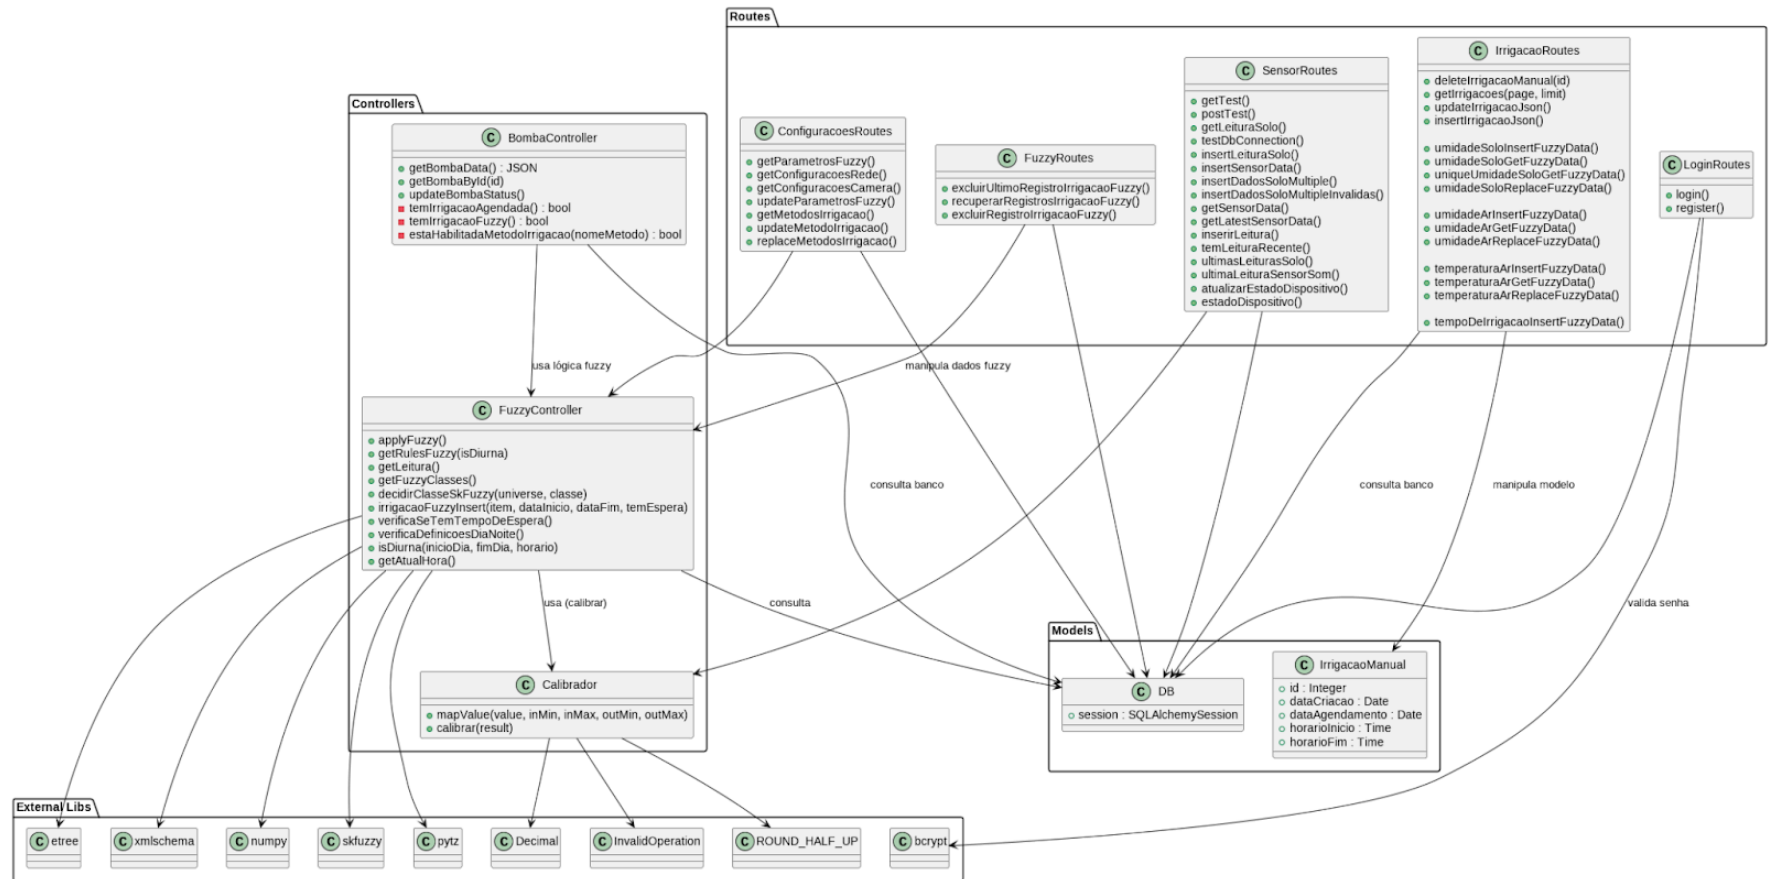 Routes
C IrrigacaoRoutes
deleteIrrigacaoManual(id)
getIrrigacoes(page, limit)
updateIrrigacaoJson()
insertIrrigacaoJson()
umidadeSoloInsertFuzzyData()
umidadeSoloGetFuzzyData()
uniqueUmidadeSoloGetFuzzyData()
umidadeSoloReplaceFuzzyData()
umidadeArInsertFuzzyData()
umidadeArGetFuzzyData()
umidadeArReplaceFuzzyData()
temperaturaArInsertFuzzyData()
temperaturaArGetFuzzyData()
temperaturaArReplaceFuzzyData()
tempoDeIrrigacaoInsertFuzzyData()
C SensorRoutes
getTest()
postTest()
getLeituraSolo()
testDbConnection()
insertLeituraSolo()
insertSensorData()
insertDadosSoloMultiple()
insertDadosSoloMultipleInvalidas()
getSensorData()
getLatestSensorData()
inserirLeitura()
temLeituraRecente()
ultimasLeiturasSolo()
ultimaLeituraSensorSom()
atualizarEstadoDispositivo()
estadoDispositivo()
C ConfiguracoesRoutes
getParametrosFuzzy()
getConfiguracoesRede()
getConfiguracoesCamera()
updateParametrosFuzzy()
getMetodosIrrigacao()
updateMetodoIrrigacao()
replaceMetodosIrrigacao()
C FuzzyRoutes
excluirUltimoRegistroIrrigacaoFuzzy()
recuperarRegistrosIrrigacaoFuzzy()
excluirRegistroIrrigacaoFuzzy()
C LoginRoutes
login()
register()
Controllers
C BombaController
getBombaData() : JSON
getBombaById(id)
updateBombaStatus()
temIrrigacaoAgendada() : bool
temIrrigacaoFuzzy() : bool
estaHabilitadaMetodoIrrigacao(nomeMetodo) : bool
usa lógica fuzzy
manipula dados fuzzy
C FuzzyController
applyFuzzy()
getRulesFuzzy(isDiurna)
getLeitura()
getFuzzyClasses()
decidirClasseSkFuzzy(universe, classe)
irrigacaoFuzzyInsert(item, dataInicio, dataFim, temEspera)
verificaSeTemTempoDeEspera()
verificaDefinicoesDiaNoite()
isDiurna(inicioDia, fimDia, horario)
getAtualHora()
consulta banco
consulta banco
manipula modelo
usa (calibrar)
consulta
valida senha
C Calibrador
mapValue(value, inMin, inMax, outMin, outMax)
calibrar(result)
Models
C DB
session : SQLAlchemySession
C IrrigacaoManual
id : Integer
dataCriacao : Date
dataAgendamento : Date
horarioInicio : Time
horarioFim : Time
External Libs
C etree
C xmlschema
C numpy
C skfuzzy
C pytz
C Decimal
C InvalidOperation
C ROUND_HALF_UP
C bcrypt